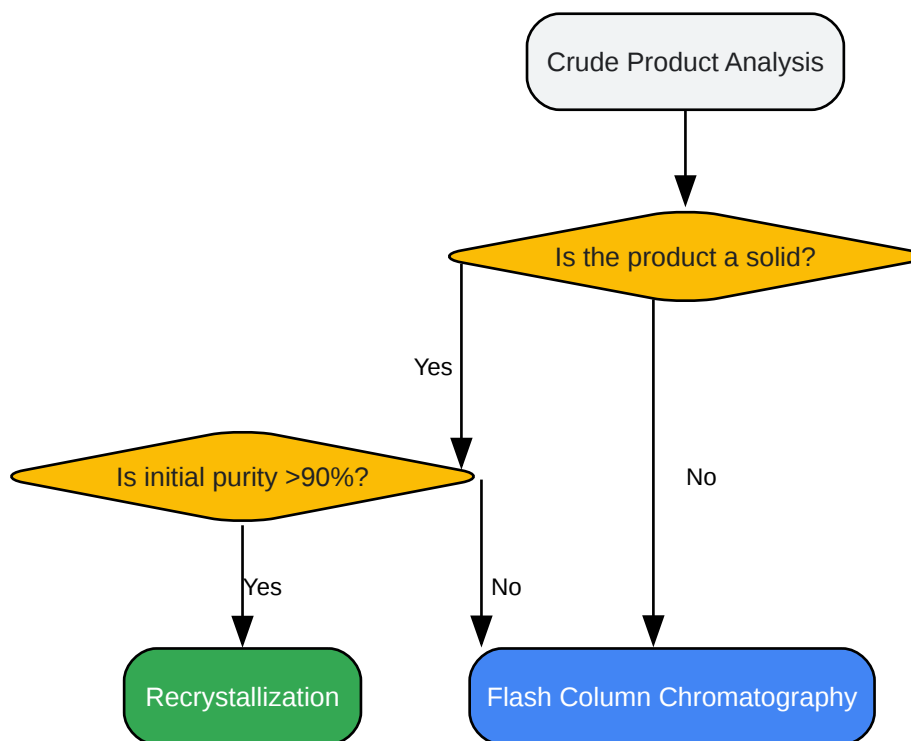 Crude Product Analysis
Is the product a solid?
Yes
Is initial purity >90%?
No
Yes
No
Recrystallization
Flash Column Chromatography